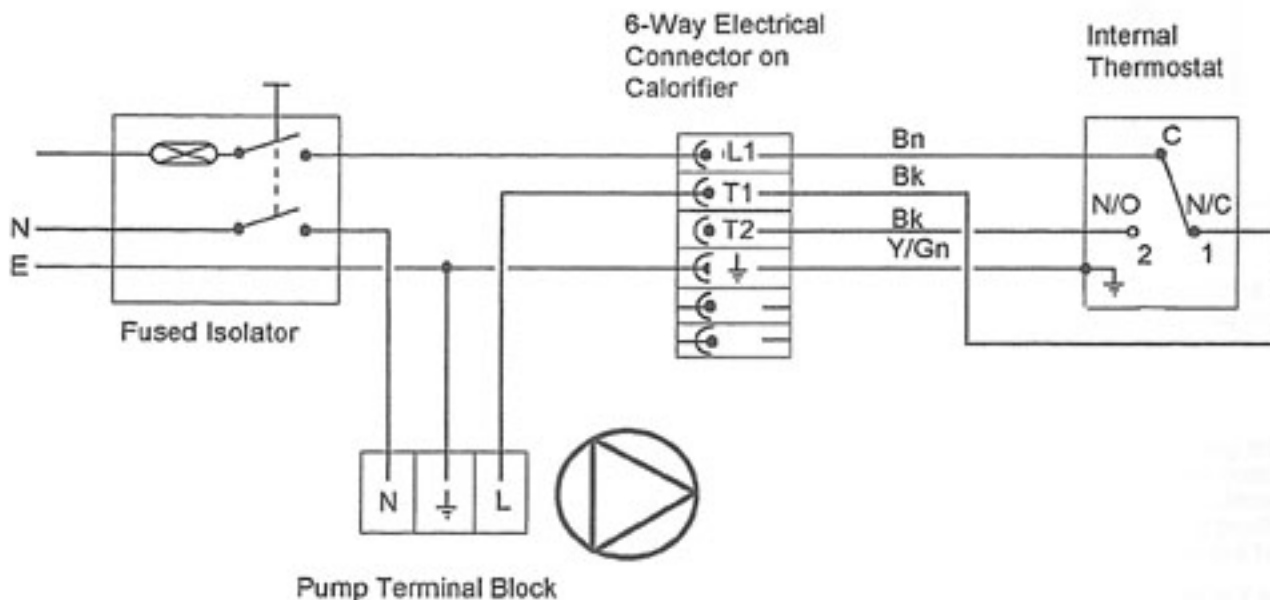 6-Way Electrical
Connector on
Calorifier
Internal
Thermostat
L1
Bn
C
T1
Bk
N/O
N/C
N
T2
Bk
2
1
E
Y/Gn
Fused Isolator
N
L
Pump Terminal Block